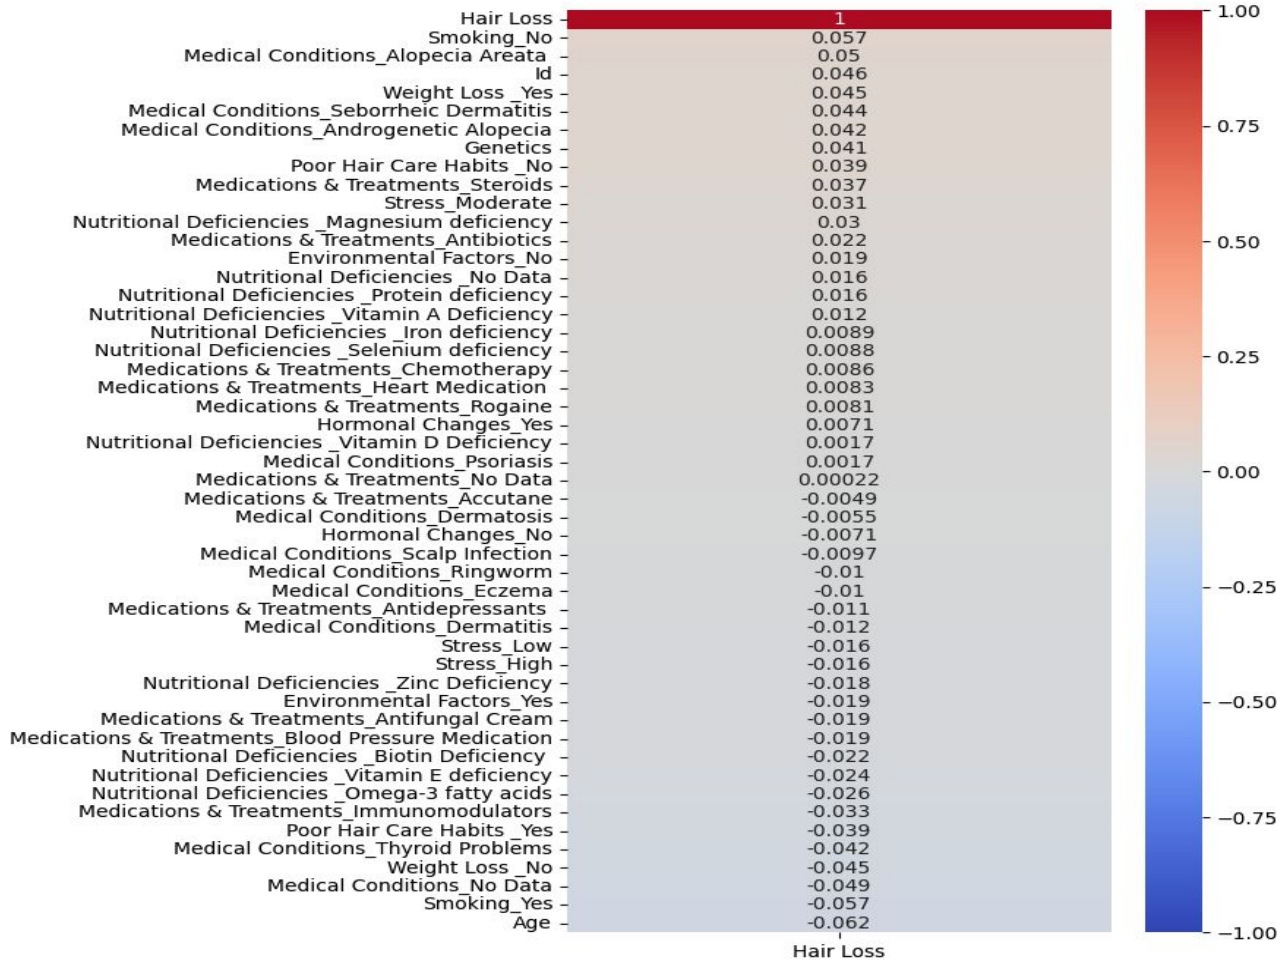 Hair Loss 1 1.00
Smoking_No 0.057
Medical Conditions_Alopecia Areata 0.05
Id 0.046
Weight Loss _Yes 0.045
Medical Conditions_Seborrheic Dermatitis 0.044
Medical Conditions_Androgenetic Alopecia 0.042 0.75
Genetics 0.041
Poor Hair Care Habits _No 0.039
Medications & Treatments_Steroids 0.037
Stress_Moderate 0.031
Nutritional Deficiencies _Magnesium deficiency 0.03
Medications & Treatments_Antibiotics 0.022 0.50
Environmental Factors_No 0.019
Nutritional Deficiencies _No Data 0.016
Nutritional Deficiencies _Protein deficiency 0.016
Nutritional Deficiencies _Vitamin A Deficiency 0.012
Nutritional Deficiencies _Iron deficiency 0.0089
Nutritional Deficiencies _Selenium deficiency 0.0088 0.25
Medications & Treatments_Chemotherapy 0.0086
Medications & Treatments_Heart Medication 0.0083
Medications & Treatments_Rogaine 0.0081
Hormonal Changes_Yes 0.0071
Nutritional Deficiencies _Vitamin D Deficiency 0.0017
Medical Conditions_Psoriasis 0.0017 0.00
Medications & Treatments_No Data 0.00022
Medications & Treatments_Accutane -0.0049
Medical Conditions_Dermatosis -0.0055
Hormonal Changes_No -0.0071
Medical Conditions_Scalp Infection -0.0097
Medical Conditions_Ringworm -0.01
Medical Conditions_Eczema -0.01 −0.25
Medications & Treatments_Antidepressants -0.011
Medical Conditions_Dermatitis -0.012
Stress_Low -0.016
Stress_High -0.016
Nutritional Deficiencies _Zinc Deficiency -0.018
Environmental Factors_Yes -0.019 −0.50
Medications & Treatments_Antifungal Cream -0.019
Medications & Treatments_Blood Pressure Medication -0.019
Nutritional Deficiencies _Biotin Deficiency -0.022
Nutritional Deficiencies _Vitamin E deficiency -0.024
Nutritional Deficiencies _Omega-3 fatty acids -0.026
Medications & Treatments_Immunomodulators -0.033 −0.75
Poor Hair Care Habits _Yes -0.039
Medical Conditions_Thyroid Problems -0.042
Weight Loss _No -0.045
Medical Conditions_No Data -0.049
Smoking_Yes -0.057
Age -0.062 −1.00
Hair Loss